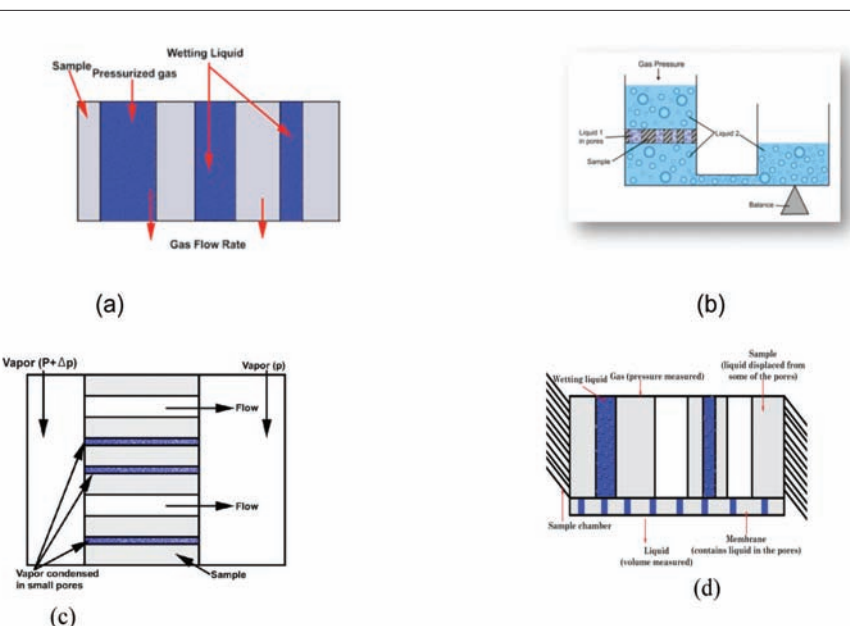 Wetting Liquid
Sample
Pressurized gas
Gas Flow Rate
(a)
Gas Pressure
Liquid 1
in pores
Liquid 2
Sample
Balance
(b)
Vapor (P+Δp)
Vapor (p)
Flow
Flow
Vapor condensed
in small pores
Sample
(c)
Sample
(liquid displaced from
some of the pores)
Wetting liquid
Gas (pressure measured)
Sample chamber
Liquid
(volume measured)
Membrane
(contains liquid in the pores)
(d)